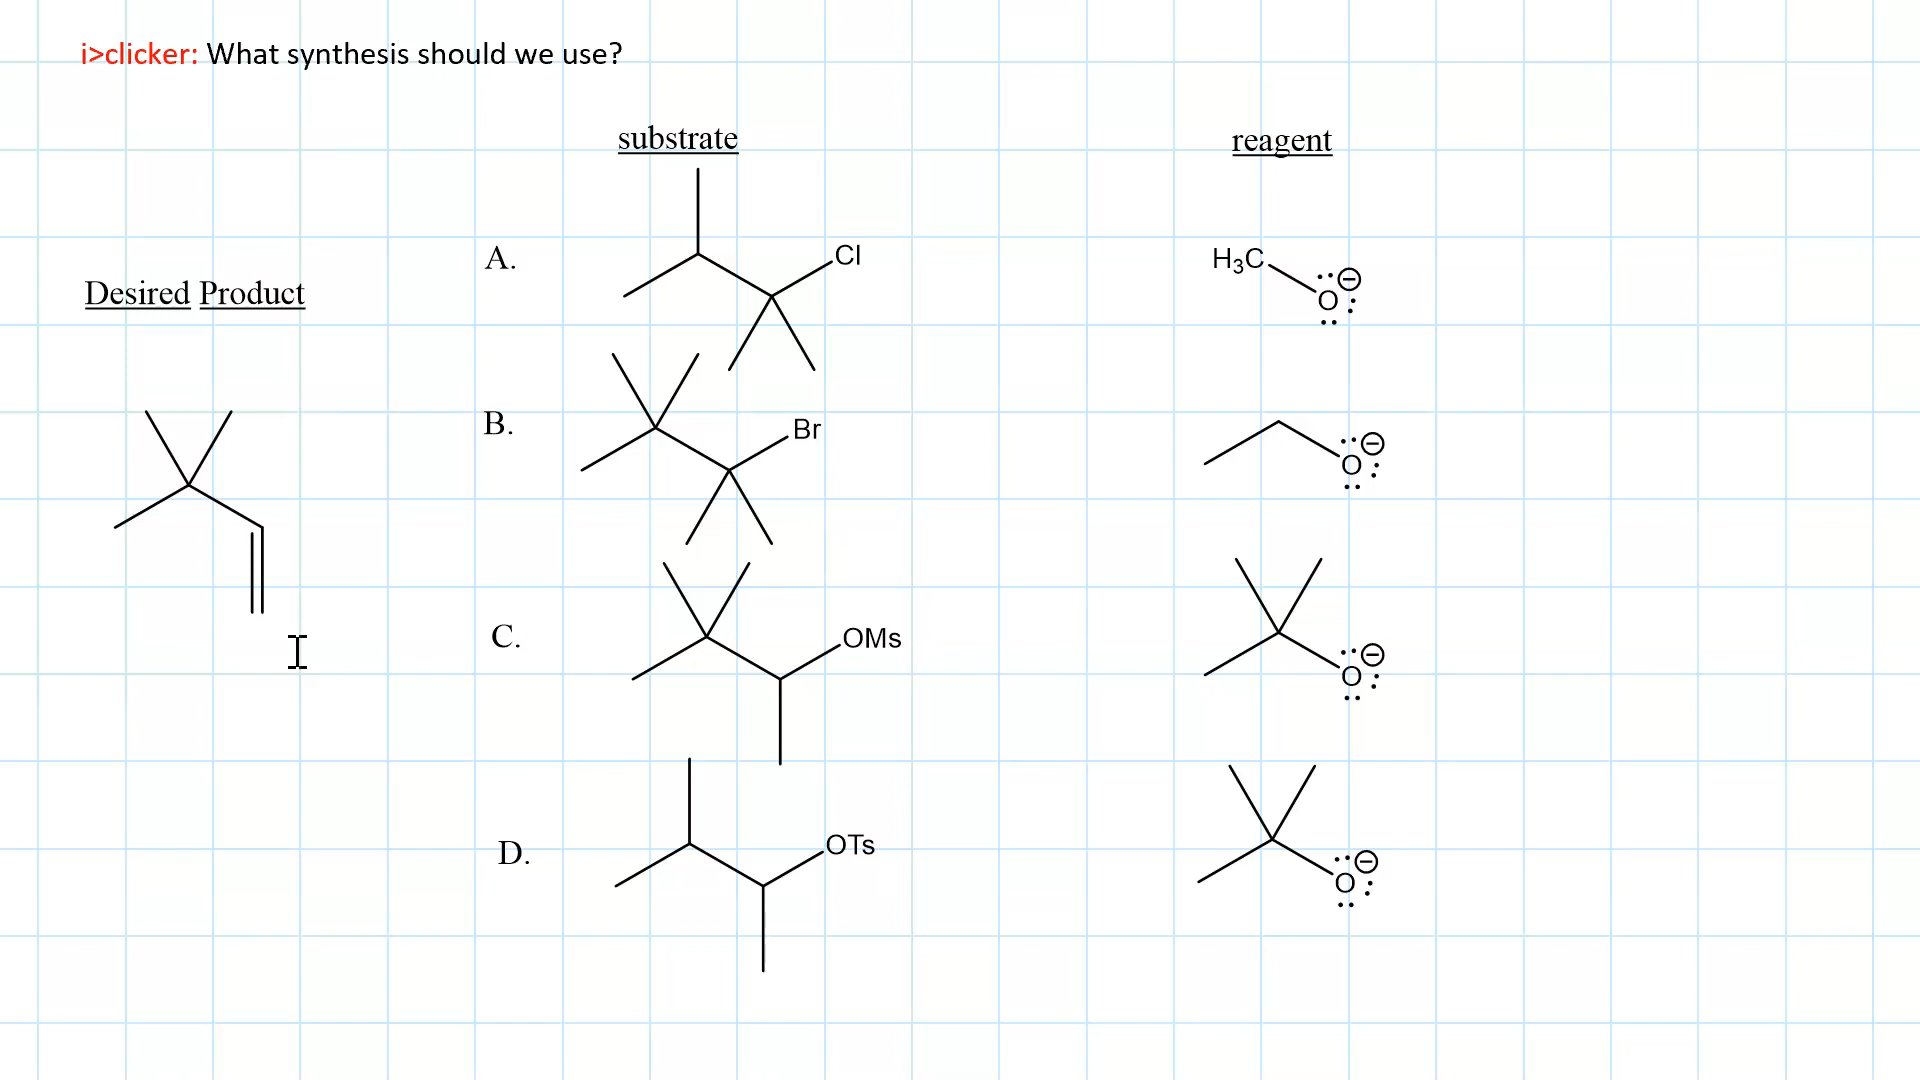 i>clicker: What synthesis should we use?
substrate
reagent
A.
Cl
H₃C
O
Desired Product
B.
Br
O
C.
OMs
O
D.
OTs
O